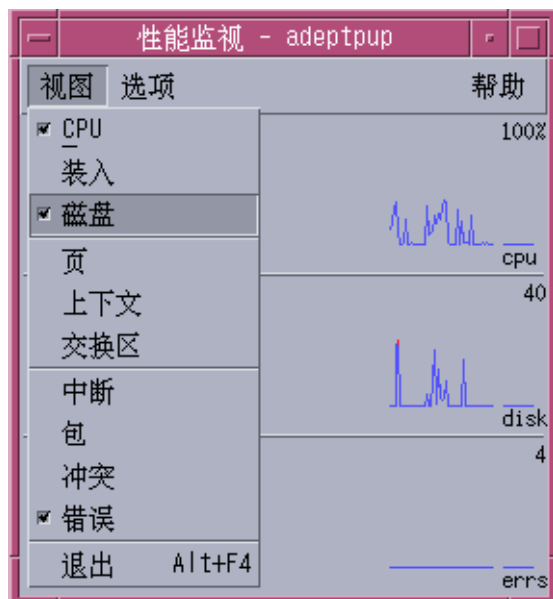 性能监视 - adeptpup
视图 选项 帮助
CPU
装入
磁盘
页
上下文
交换区
中断
包
冲突
错误
退出 Alt+F4
100%
cpu
40
disk
4
errs